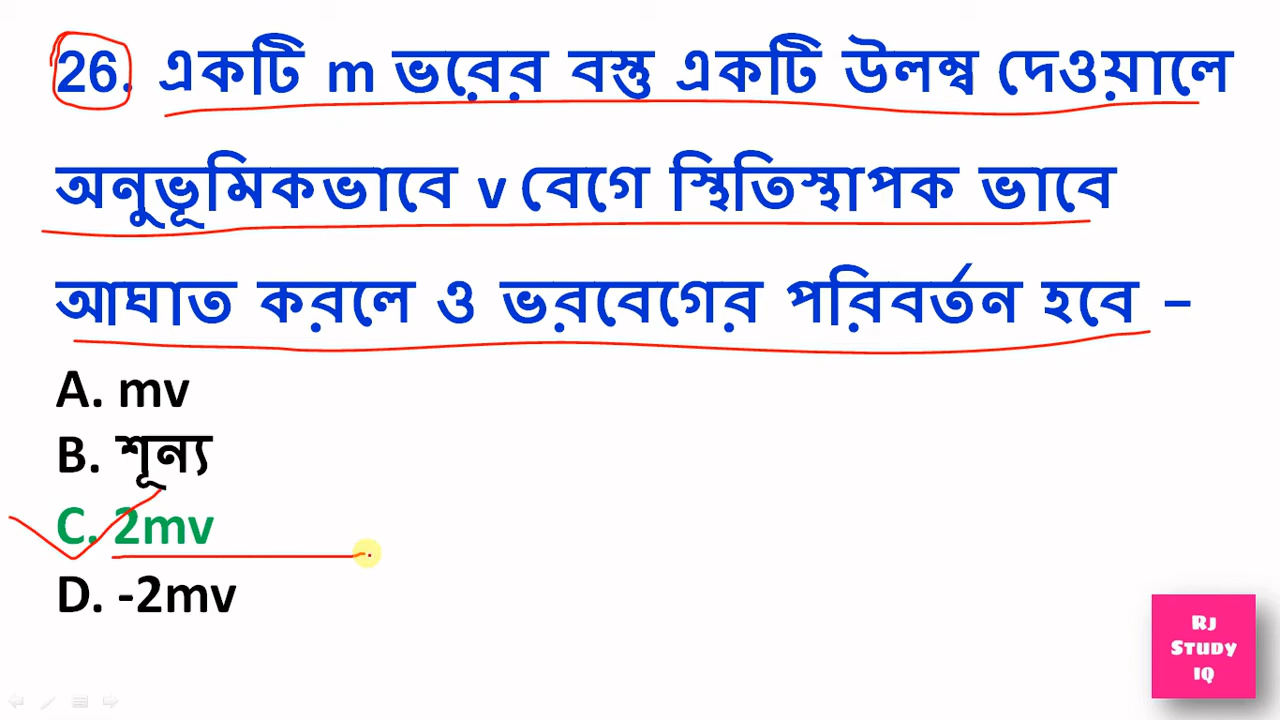 26. একটি m ভরের বস্তু একটি উলম্ব দেওয়ালে
অনুভূমিকভাবে v বেগে স্থিতিস্থাপক ভাবে
আঘাত করলে ও ভরবেগের পরিবর্তন হবে –
A. mv
B. শূন্য
C. 2mv
D. -2mv
RJ
STUDY
IQ